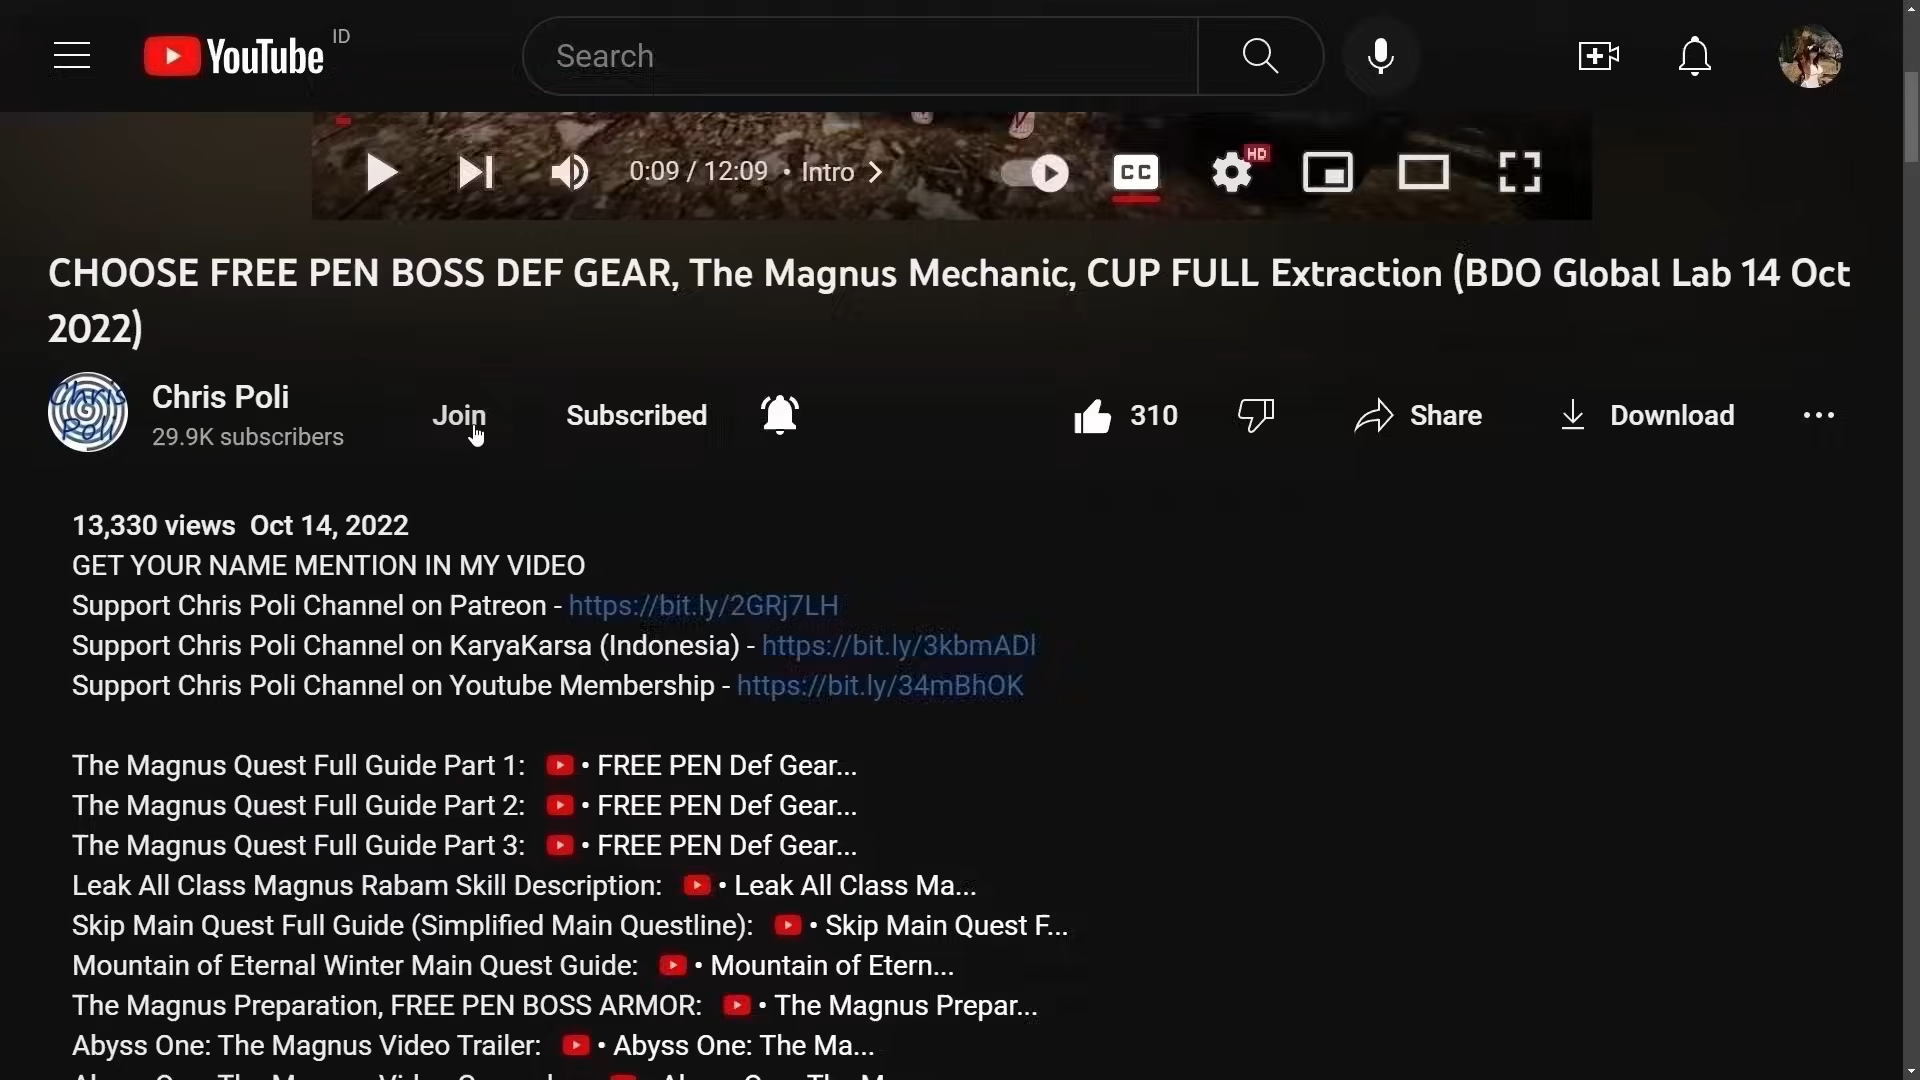 YouTube ID
Search
0:09 / 12:09 • Intro
CC
HD
CHOOSE FREE PEN BOSS DEF GEAR, The Magnus Mechanic, CUP FULL Extraction (BDO Global Lab 14 Oct
2022)
Chris Poli
Chris Poli
29.9K subscribers
Join
Subscribed
310
Share
Download
13,330 views Oct 14, 2022
GET YOUR NAME MENTION IN MY VIDEO
Support Chris Poli Channel on Patreon - https://bit.ly/2GRj7LH
Support Chris Poli Channel on KaryaKarsa (Indonesia) - https://bit.ly/3kbmADl
Support Chris Poli Channel on Youtube Membership - https://bit.ly/34mBhOK
The Magnus Quest Full Guide Part 1: • FREE PEN Def Gear...
The Magnus Quest Full Guide Part 2: • FREE PEN Def Gear...
The Magnus Quest Full Guide Part 3: • FREE PEN Def Gear...
Leak All Class Magnus Rabam Skill Description: • Leak All Class Ma...
Skip Main Quest Full Guide (Simplified Main Questline): • Skip Main Quest F...
Mountain of Eternal Winter Main Quest Guide: • Mountain of Etern...
The Magnus Preparation, FREE PEN BOSS ARMOR: • The Magnus Prepar...
Abyss One: The Magnus Video Trailer: • Abyss One: The Ma...